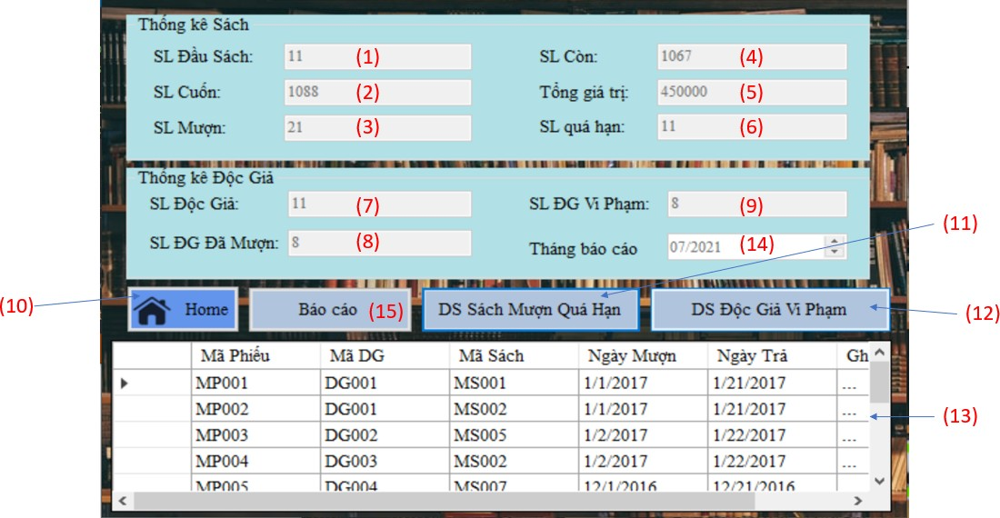 Thống kê Sách
SL Đầu Sách: 11 (1) SL Còn: 1067 (4)
SL Cuốn: 1088 (2) Tổng giá trị: 450000 (5)
SL Mượn: 21 (3) SL quá hạn: 11 (6)
Thống kê Độc Giả
SL Độc Giả: 11 (7) SL ĐG Vi Phạm: 8 (9)
(11)
SL ĐG Đã Mượn: 8 (8) Tháng báo cáo 07/2021 (14)
(10) Home Báo cáo (15) DS Sách Mượn Quá Hạn DS Độc Giả Vi Phạm (12)
Mã Phiếu Mã DG Mã Sách Ngày Mượn Ngày Trả Gh
MP001 DG001 MS001 1/1/2017 1/21/2017 ...
MP002 DG001 MS002 1/1/2017 1/21/2017 ... (13)
MP003 DG002 MS005 1/2/2017 1/22/2017 ...
MP004 DG003 MS002 1/2/2017 1/22/2017 ...
MP005 DG004 MS007 12/1/2016 12/21/2016